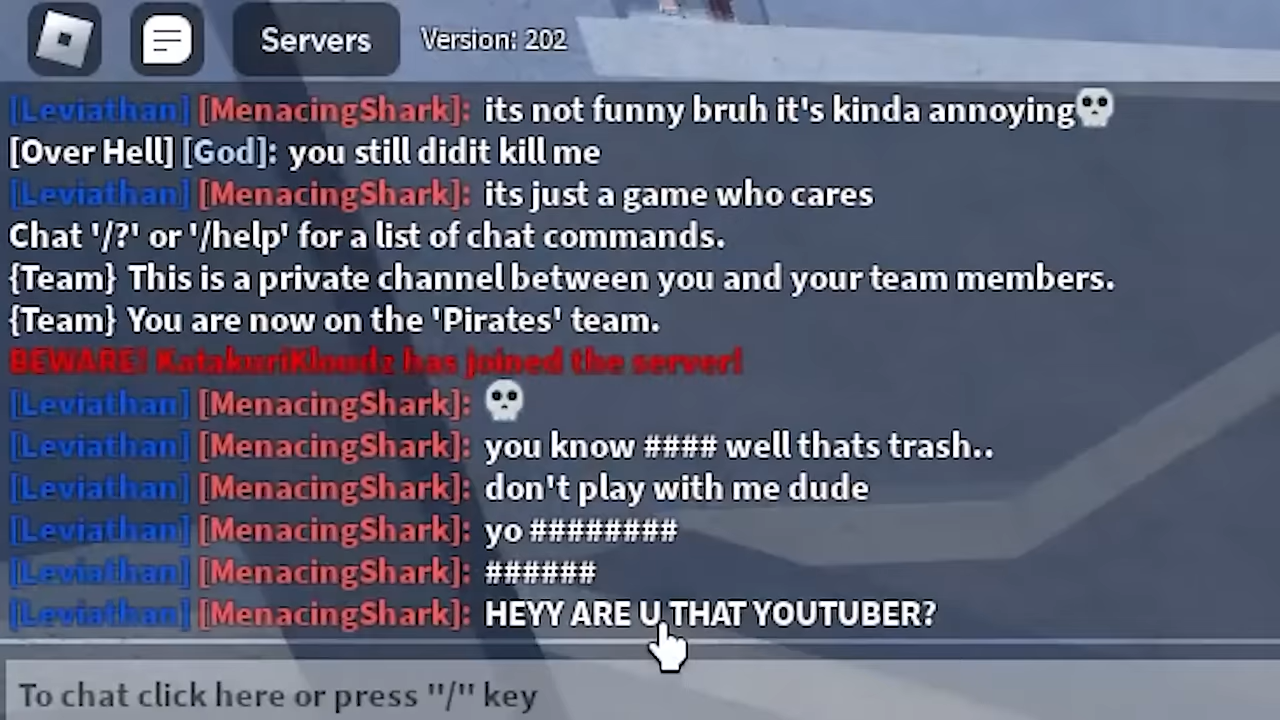 Servers Version: 202
[Leviathan] [MenacingShark]: its not funny bruh it's kinda annoying💀
[Over Hell] [God]: you still didit kill me
[Leviathan] [MenacingShark]: its just a game who cares
Chat '/?' or '/help' for a list of chat commands.
{Team} This is a private channel between you and your team members.
{Team} You are now on the 'Pirates' team.
BEWARE! KatakuriKloudz has joined the server!
[Leviathan] [MenacingShark]: 💀
[Leviathan] [MenacingShark]: you know #### well thats trash..
[Leviathan] [MenacingShark]: don't play with me dude
[Leviathan] [MenacingShark]: yo ########
[Leviathan] [MenacingShark]: ######
[Leviathan] [MenacingShark]: HEYY ARE U THAT YOUTUBER?
To chat click here or press "/" key